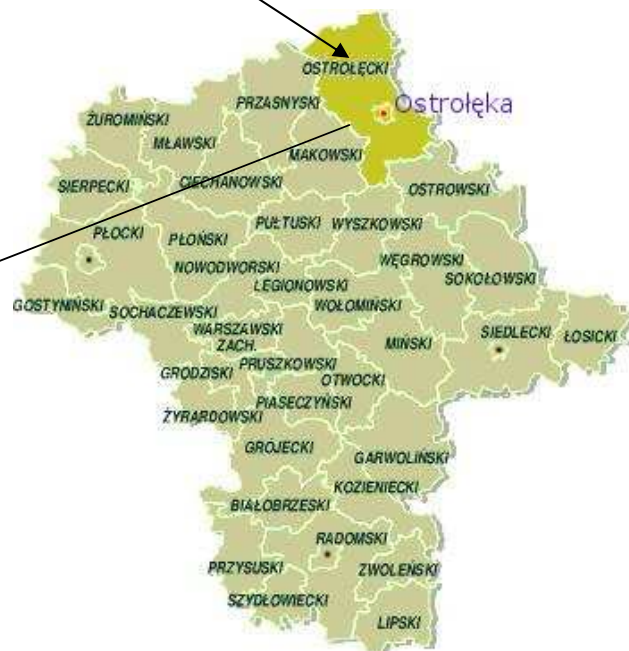 OSTROŁĘCKI
Ostrołęka
PRZASNYSKI
ŻUROMIŃSKI
MŁAWSKI
MAKOWSKI
SIERPECKI
CIECHANOWSKI
OSTROWSKI
PŁOCKI
PŁOŃSKI
PUŁTUSKI
WYSZKOWSKI
WĘGROWSKI
NOWODWORSKI
SOKOŁOWSKI
LEGIONOWSKI
GOSTYNIŃSKI
SOCHACZEWSKI
WOŁOMIŃSKI
WARSZAWSKI
ZACH.
MIŃSKI
SIEDLECKI
ŁOSICKI
PRUSZKOWSKI
GRODZISKI
OTWOCKI
PIASECZYŃSKI
ŻYRARDOWSKI
GRÓJECKI
GARWOLIŃSKI
KOZIENICKI
BIAŁOBRZESKI
RADOMSKI
PRZYSUSKI
ZWOLEŃSKI
SZYDŁOWIECKI
LIPSKI